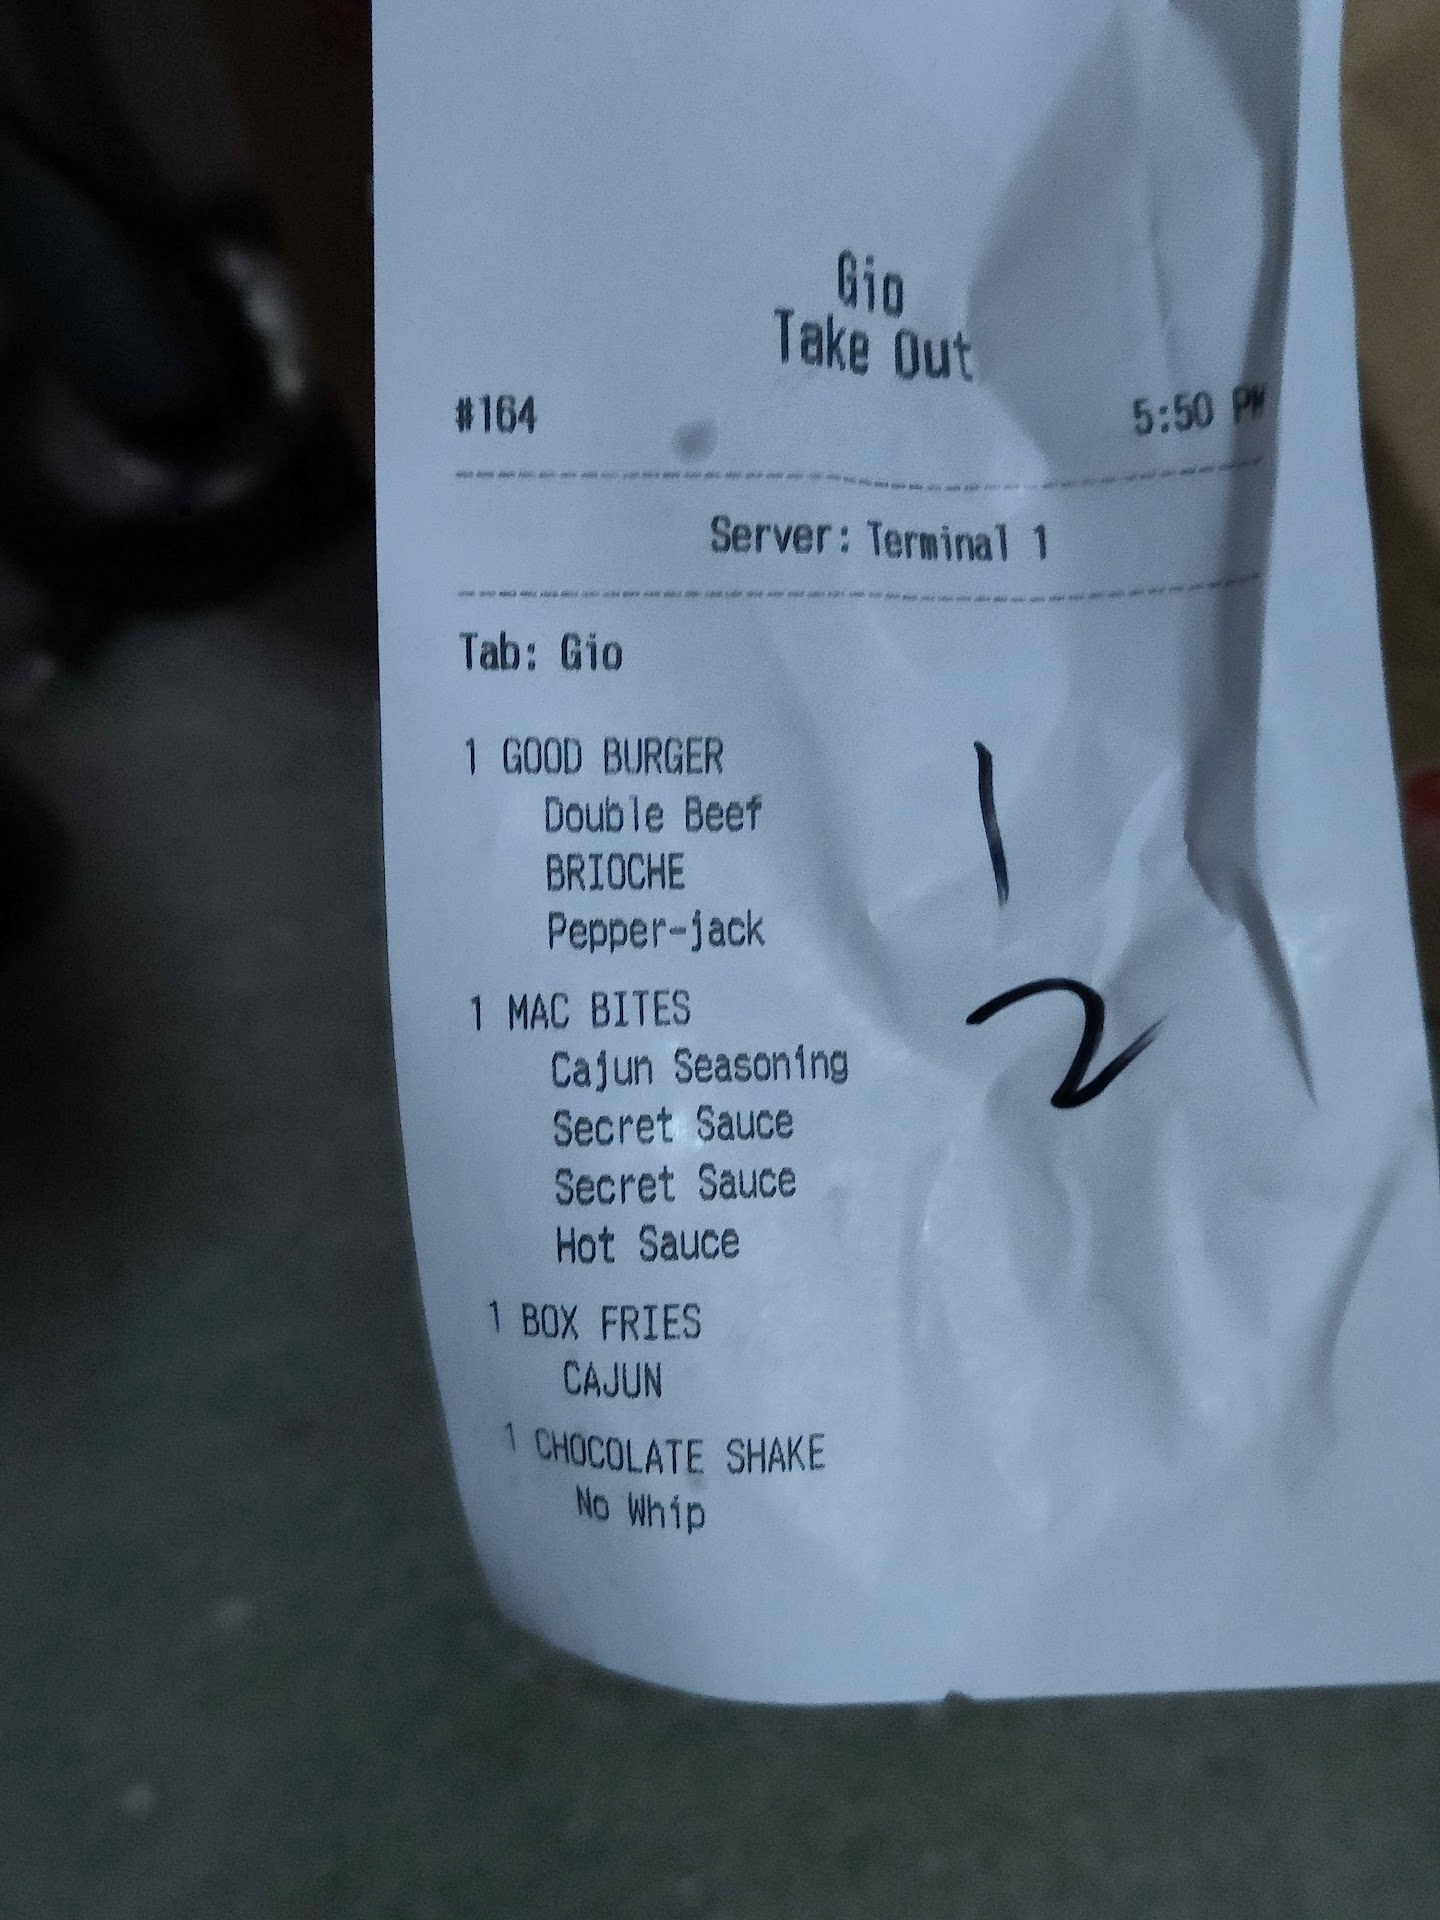 Gio
Take Out
#164 5:50 PM
Server: Terminal 1
Tab: Gio
1 GOOD BURGER
Double Beef
BRIOCHE
Pepper-jack
1
1 MAC BITES
2
Cajun Seasoning
Secret Sauce
Secret Sauce
Hot Sauce
1 BOX FRIES
CAJUN
1 CHOCOLATE SHAKE
No Whip